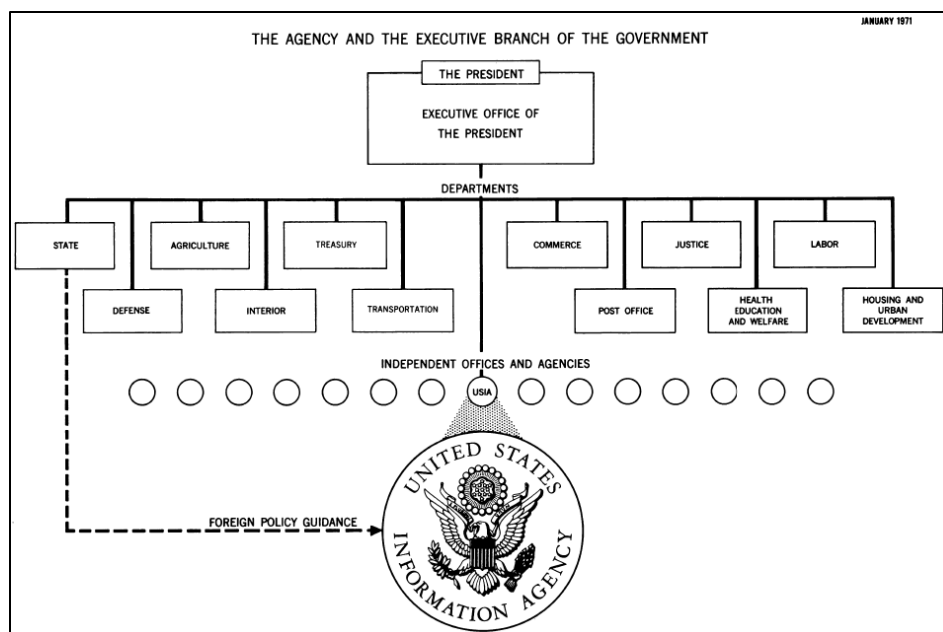 JANUARY 1971
THE AGENCY AND THE EXECUTIVE BRANCH OF THE GOVERNMENT
THE PRESIDENT
EXECUTIVE OFFICE OF
THE PRESIDENT
DEPARTMENTS
STATE
AGRICULTURE
TREASURY
COMMERCE
JUSTICE
LABOR
DEFENSE
INTERIOR
TRANSPORTATION
POST OFFICE
HEALTH
EDUCATION
AND WELFARE
HOUSING AND
URBAN
DEVELOPMENT
INDEPENDENT OFFICES AND AGENCIES
USIA
UNITED STATES
INFORMATION AGENCY
FOREIGN POLICY GUIDANCE